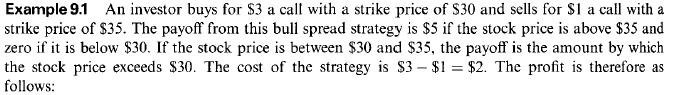 Example 9.1 An investor buys for $3 a call with a strike price of $30 and sells for $1 a call with a
strike price of $35. The payoff from this bull spread strategy is $5 if the stock price is above $35 and
zero if it is below $30. If the stock price is between $30 and $35, the payoff is the amount by which
the stock price exceeds $30. The cost of the strategy is $3 – $1 = $2. The profit is therefore as
follows: